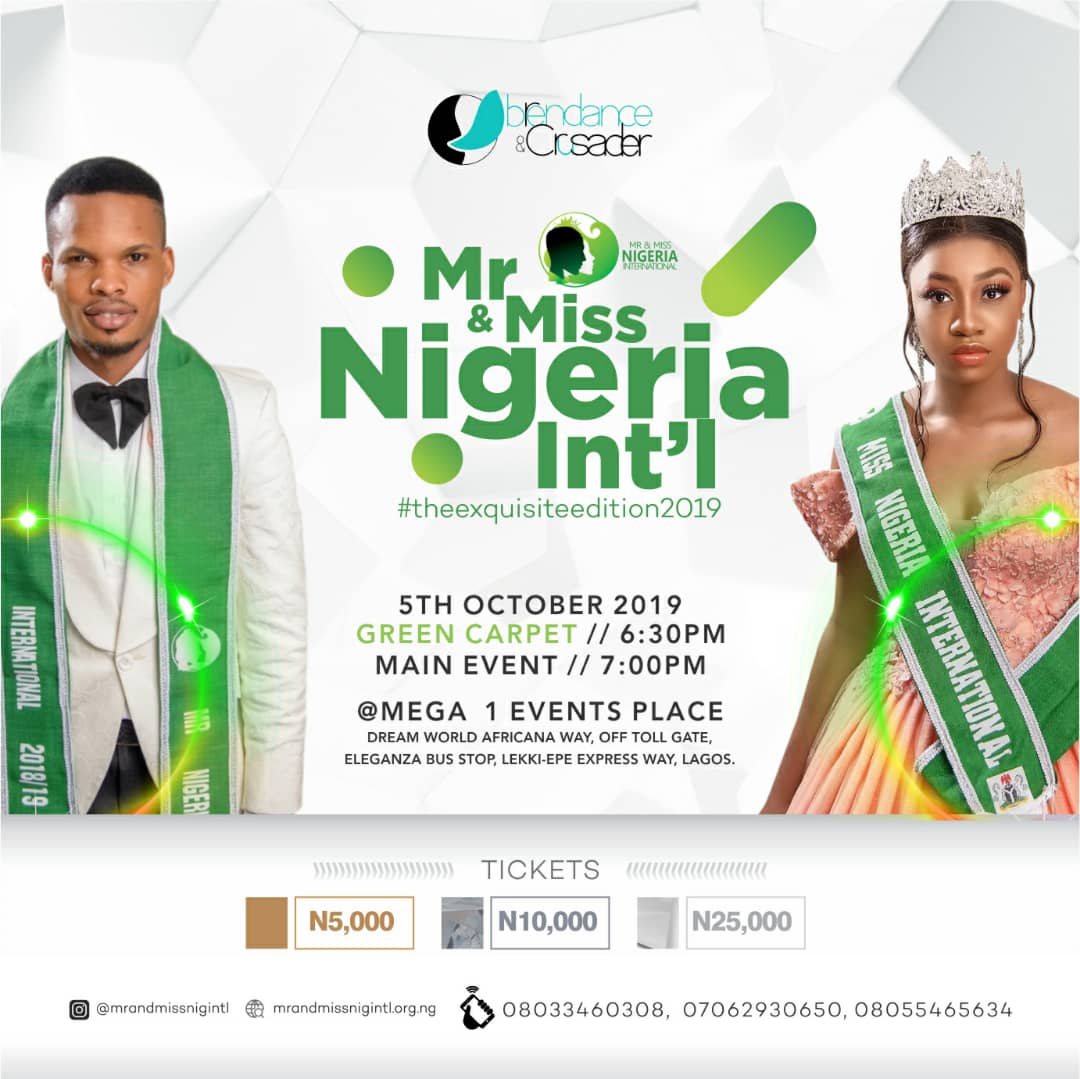 brendance
& Crusader
MR & MISS
NIGERIA
INTERNATIONAL
Mr
& Miss
Nigeria
Int'l
#theexquisiteedition2019
5TH OCTOBER 2019
GREEN CARPET // 6:30PM
MAIN EVENT // 7:00PM
@MEGA 1 EVENTS PLACE
DREAM WORLD AFRICANA WAY, OFF TOLL GATE,
ELEGANZA BUS STOP, LEKKI-EPE EXPRESS WAY, LAGOS.
INTERNATIONAL 2018/19
MR NIGER
MISS NIGERIA INTERNATIONAL
TICKETS
N5,000
N10,000
N25,000
@mrandmissnigintl
mrandmissnigintl.org.ng
08033460308, 07062930650, 08055465634